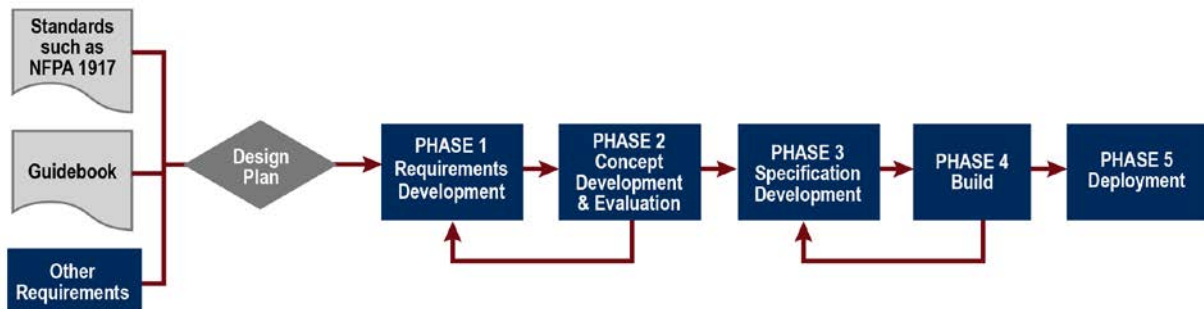 Standards
such as
NFPA 1917
Guidebook
Other
Requirements
Design
Plan
PHASE 1
Requirements
Development
PHASE 2
Concept
Development
& Evaluation
PHASE 3
Specification
Development
PHASE 4
Build
PHASE 5
Deployment